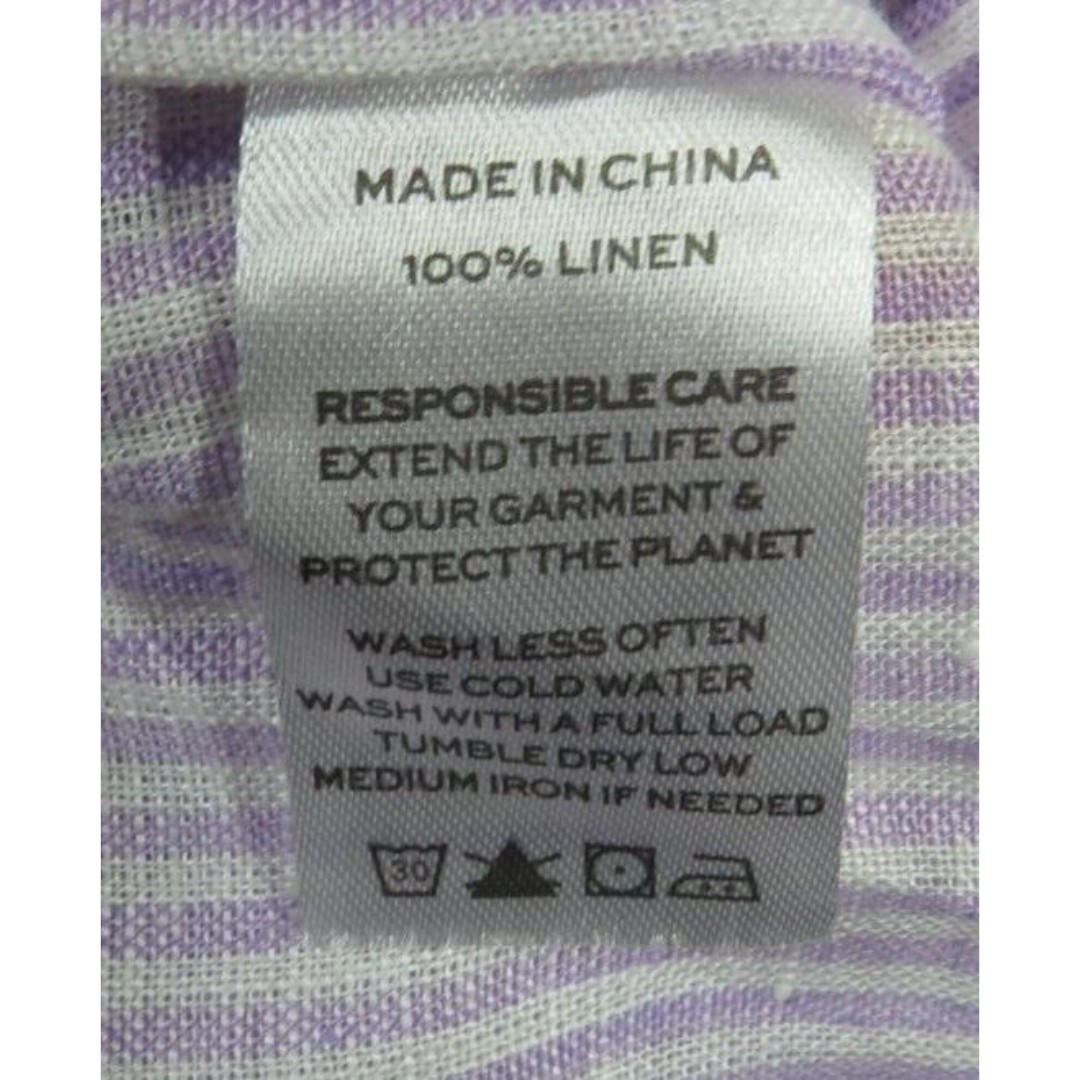 MADE IN CHINA
100% LINEN
RESPONSIBLE CARE
EXTEND THE LIFE OF
YOUR GARMENT &
PROTECT THE PLANET
WASH LESS OFTEN
USE COLD WATER
WASH WITH A FULL LOAD
TUMBLE DRY LOW
MEDIUM IRON IF NEEDED
30